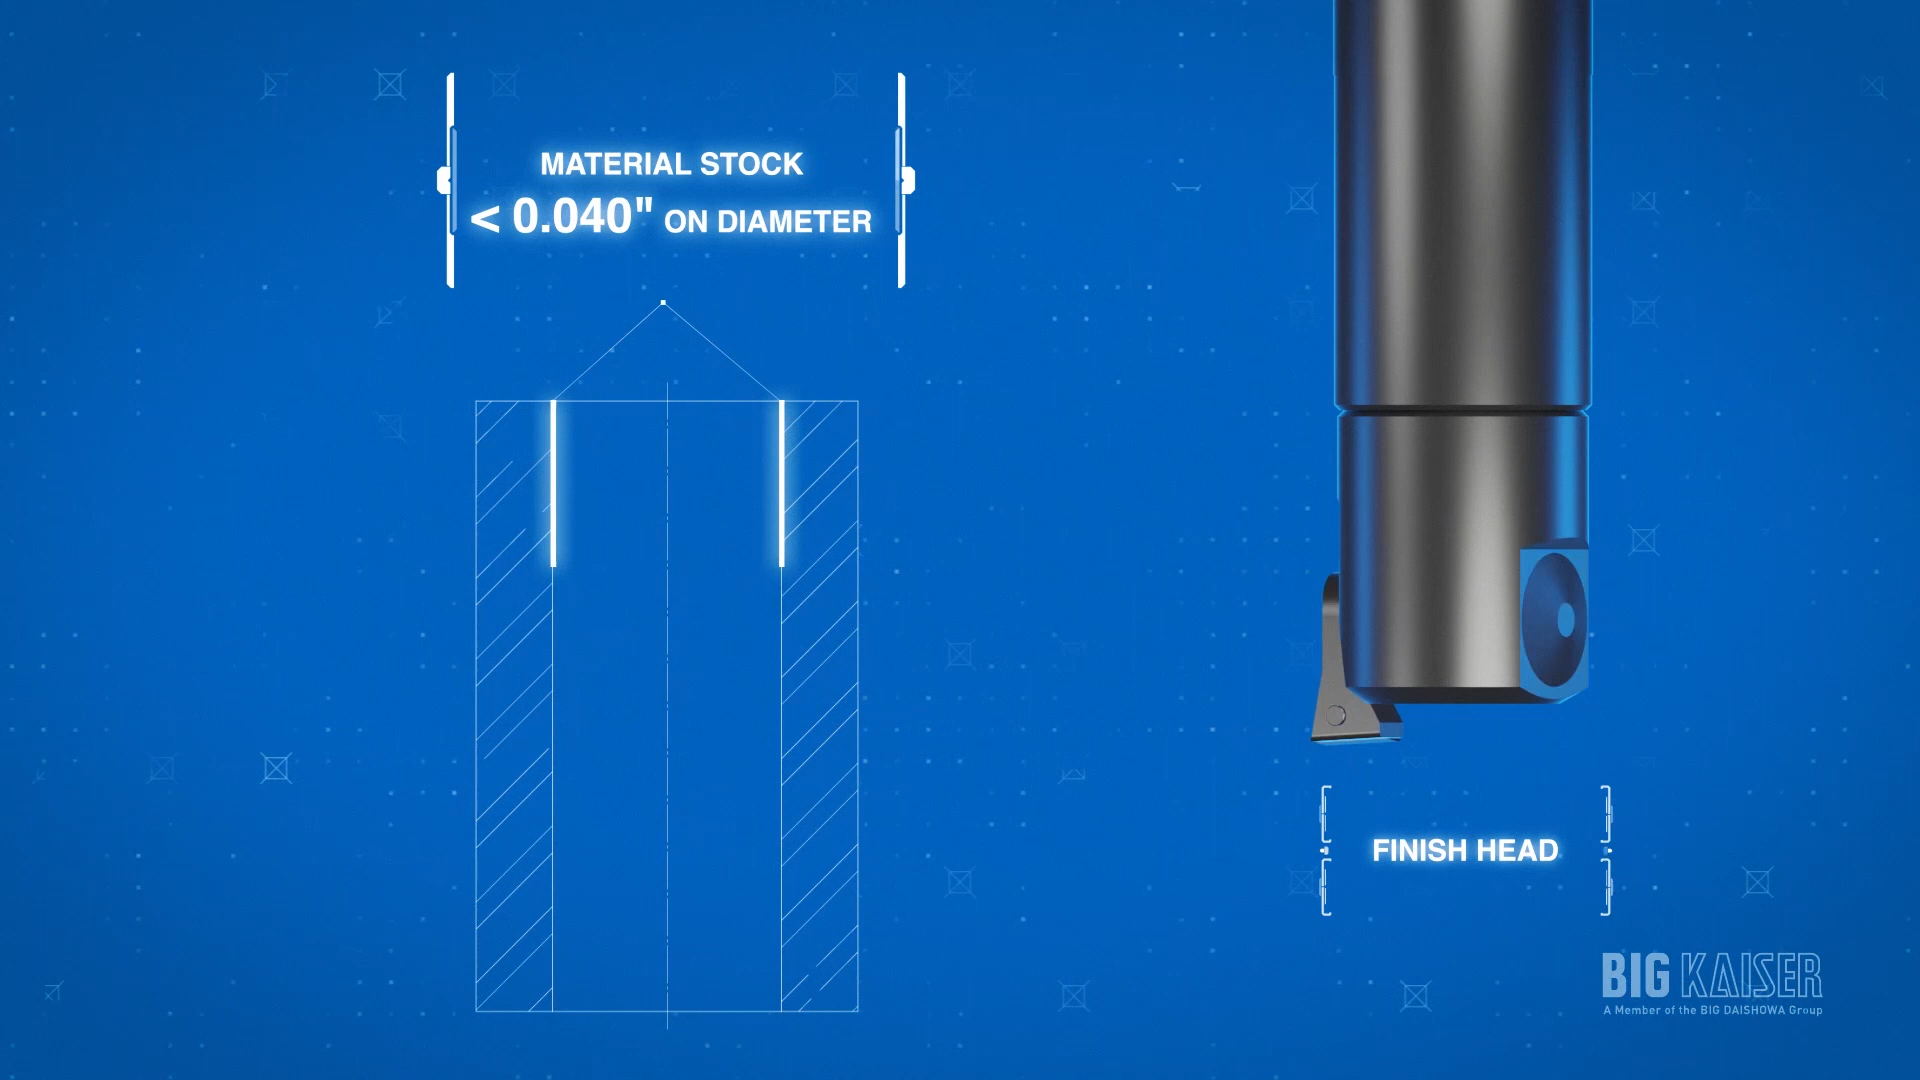 MATERIAL STOCK
< 0.040" ON DIAMETER
FINISH HEAD
BIG KAISER
A Member of the BIG DAISHOWA Group